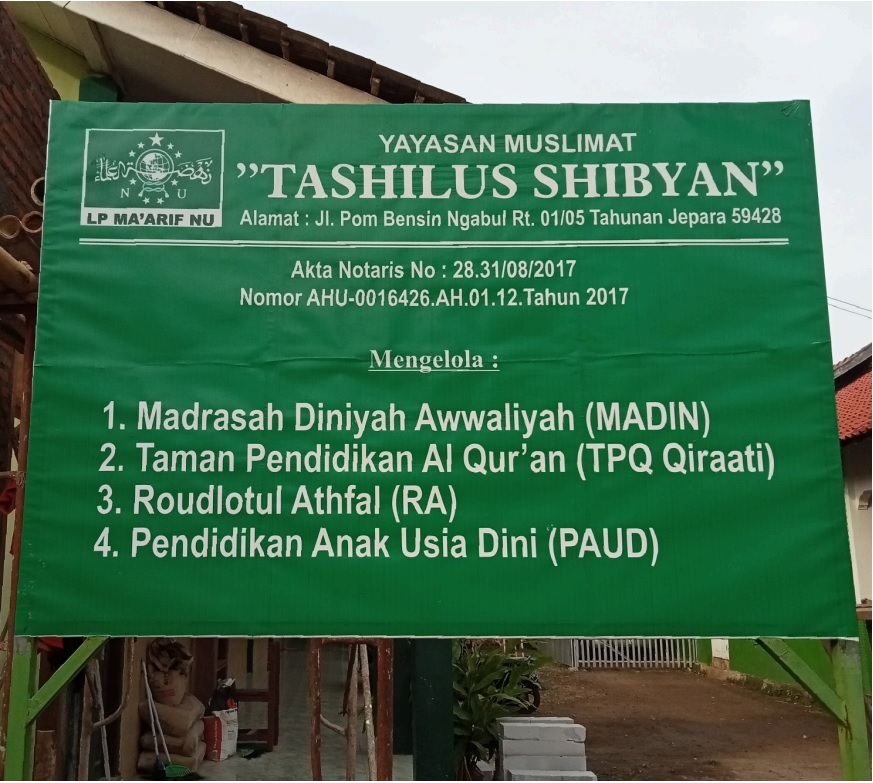 YAYASAN MUSLIMAT
"TASHILUS SHIBYAN"
Alamat : Jl. Pom Bensin Ngabul Rt. 01/05 Tahunan Jepara 59428
N U
LP MA'ARIF NU
Akta Notaris No : 28.31/08/2017
Nomor AHU-0016426.AH.01.12.Tahun 2017
Mengelola :
1. Madrasah Diniyah Awwaliyah (MADIN)
2. Taman Pendidikan Al Qur'an (TPQ Qiraati)
3. Roudlotul Athfal (RA)
4. Pendidikan Anak Usia Dini (PAUD)